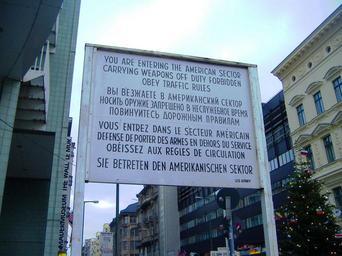 YOU ARE ENTERING THE AMERICAN SECTOR
CARRYING WEAPONS OFF DUTY FORBIDDEN
OBEY TRAFFIC RULES
ВЫ ВЪЕЗЖАЕТЕ В АМЕРИКАНСКИЙ СЕКТОР
НОСИТЬ ОРУЖИЕ ЗАПРЕЩЕНО В НЕСЛУЖЕБНОЕ ВРЕМЯ
ПОВИНУЙТЕСЬ ДОРОЖНЫМ ПРАВИЛАМ
VOUS ENTREZ DANS LE SECTEUR AMÉRICAIN
DÉFENSE DE PORTER DES ARMES EN DEHORS DU SERVICE
OBÉISSEZ AUX RÈGLES DE CIRCULATION
SIE BETRETEN DEN AMERIKANISCHEN SEKTOR
US ARMY